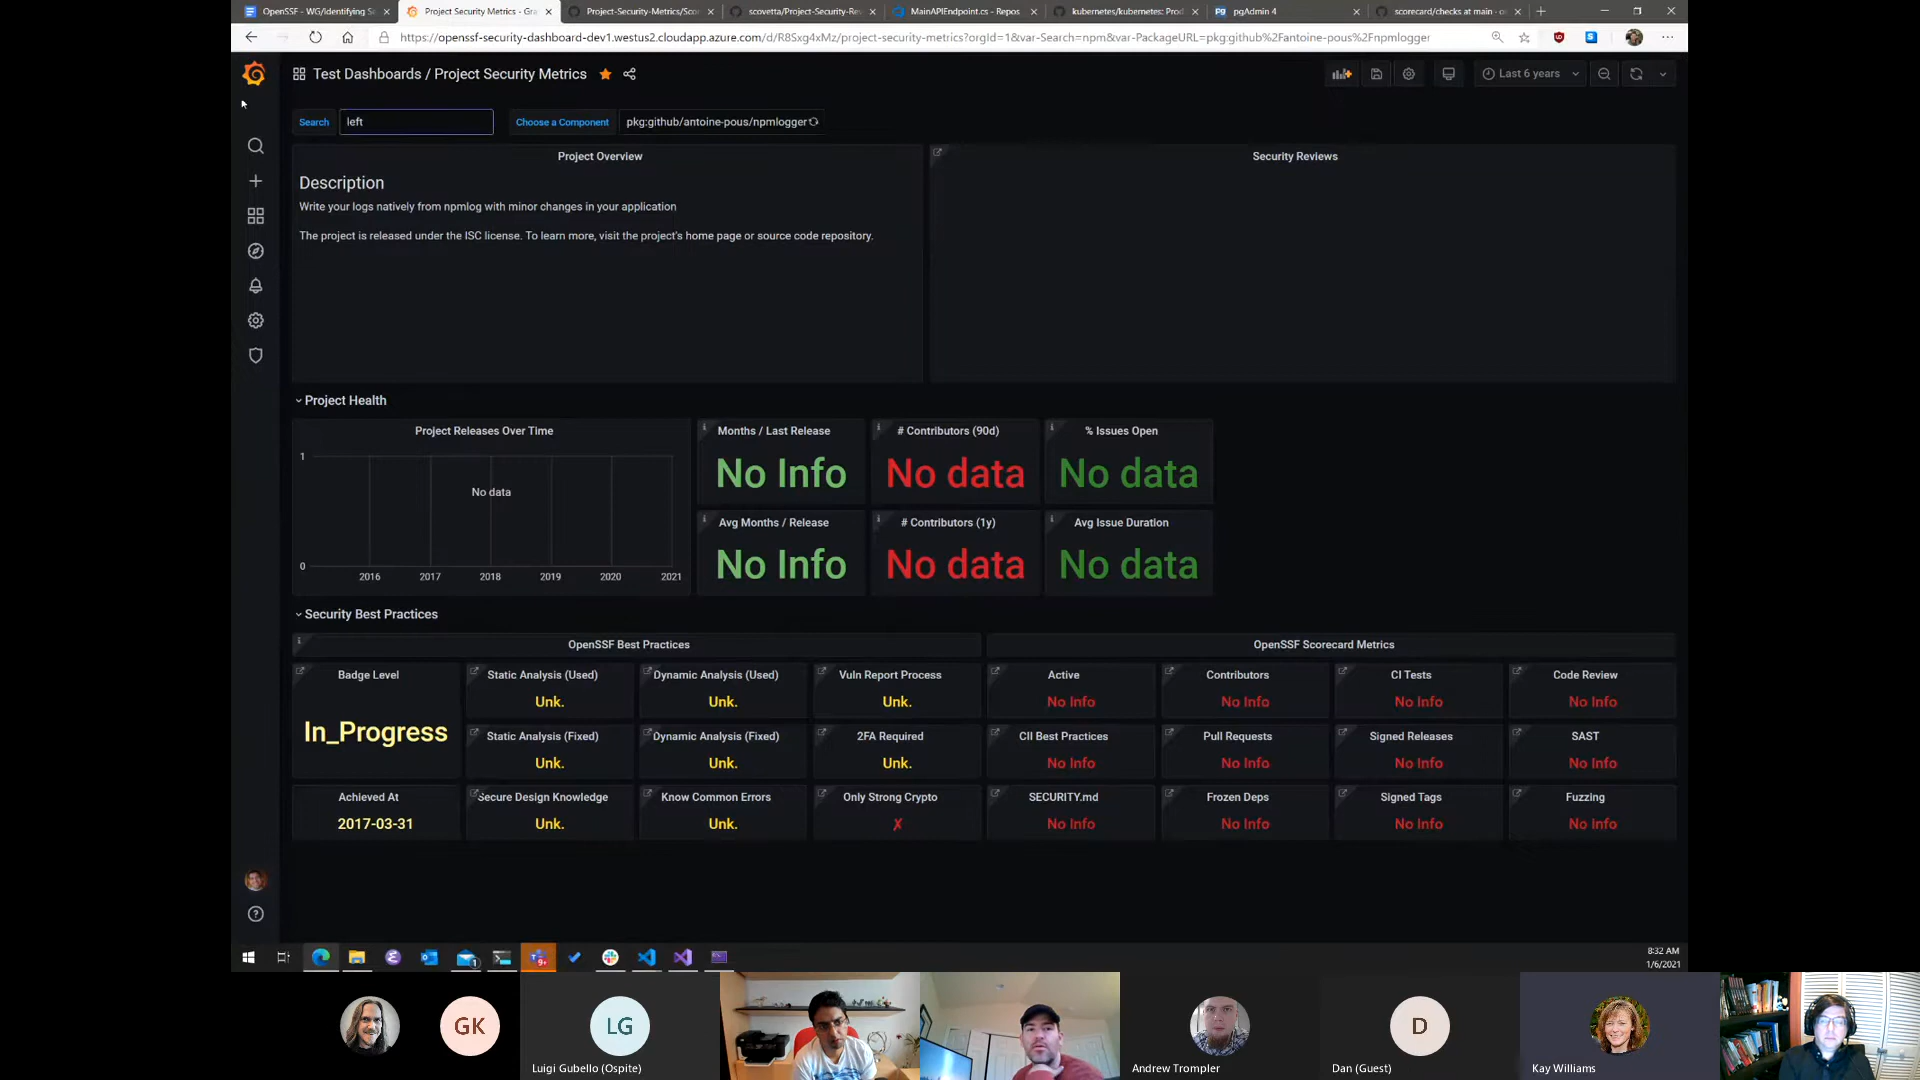 OpenSSF - WG/Identifying Se
Project Security Metrics - Gra
Project-Security-Metrics/Scor
scovetta/Project-Security-Re
MainAPIEndpoint.cs - Repos
kubernetes/kubernetes: Prod
pgAdmin 4
scorecard/checks at main · o
https://openssf-security-dashboard-dev1.westus2.cloudapp.azure.com/d/R8Sxg4xMz/project-security-metrics?orgId=1&var-Search=npm&var-PackageURL=pkg:github%2Fantoine-pous%2Fnpmlogger
Test Dashboards / Project Security Metrics
Last 6 years
Search
left
Choose a Component
pkg:github/antoine-pous/npmlogger
Project Overview
Security Reviews
Description
Write your logs natively from npmlog with minor changes in your application
The project is released under the ISC license. To learn more, visit the project's home page or source code repository.
Project Health
Project Releases Over Time
1
No data
0
2016 2017 2018 2019 2020 2021
Months / Last Release
No Info
# Contributors (90d)
No data
% Issues Open
No data
Avg Months / Release
No Info
# Contributors (1y)
No data
Avg Issue Duration
No data
Security Best Practices
OpenSSF Best Practices
OpenSSF Scorecard Metrics
Badge Level
In_Progress
Static Analysis (Used)
Unk.
Dynamic Analysis (Used)
Unk.
Vuln Report Process
Unk.
Active
No Info
Contributors
No Info
CI Tests
No Info
Code Review
No Info
Static Analysis (Fixed)
Unk.
Dynamic Analysis (Fixed)
Unk.
2FA Required
Unk.
CII Best Practices
No Info
Pull Requests
No Info
Signed Releases
No Info
SAST
No Info
Achieved At
2017-03-31
Secure Design Knowledge
Unk.
Know Common Errors
Unk.
Only Strong Crypto
✗
SECURITY.md
No Info
Frozen Deps
No Info
Signed Tags
No Info
Fuzzing
No Info
8:32 AM
1/6/2021
GK
LG
Luigi Gubello (Ospite)
Andrew Trompler
D
Dan (Guest)
Kay Williams